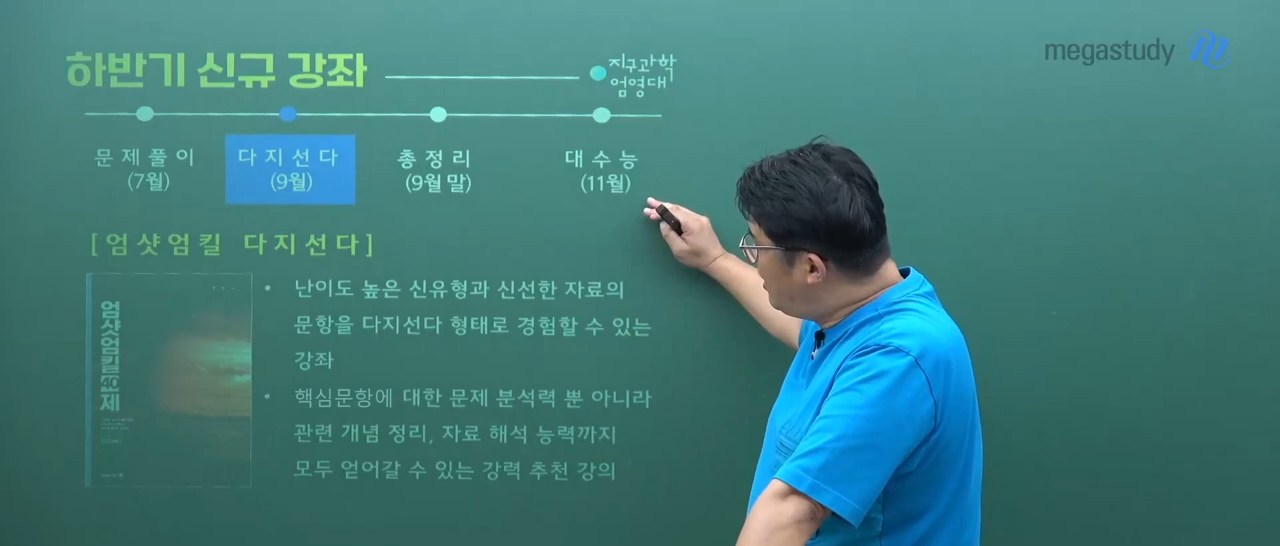 megastudy
하반기 신규 강좌
지구과학
엄영대
문제풀이
(7월)
다지선다
(9월)
총정리
(9월 말)
대수능
(11월)
[엄샷엄킬 다지선다]
엄샷엄킬40제
• 난이도 높은 신유형과 신선한 자료의
문항을 다지선다 형태로 경험할 수 있는
강좌
• 핵심문항에 대한 문제 분석력 뿐 아니라
관련 개념 정리, 자료 해석 능력까지
모두 얻어갈 수 있는 강력 추천 강의